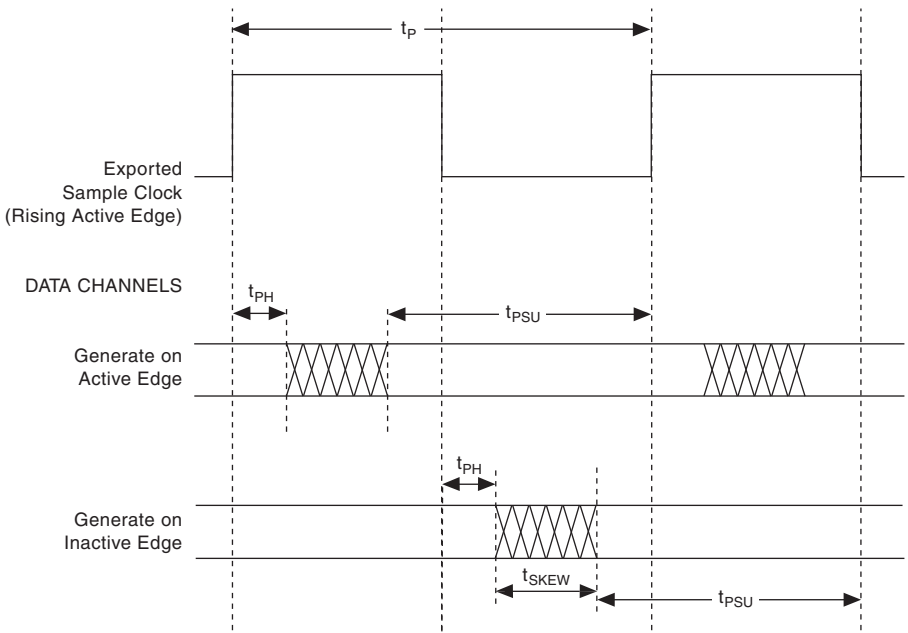 tP
Exported
Sample Clock
(Rising Active Edge)
DATA CHANNELS
tPH
tPSU
Generate on
Active Edge
tPH
Generate on
Inactive Edge
tSKEW
tPSU